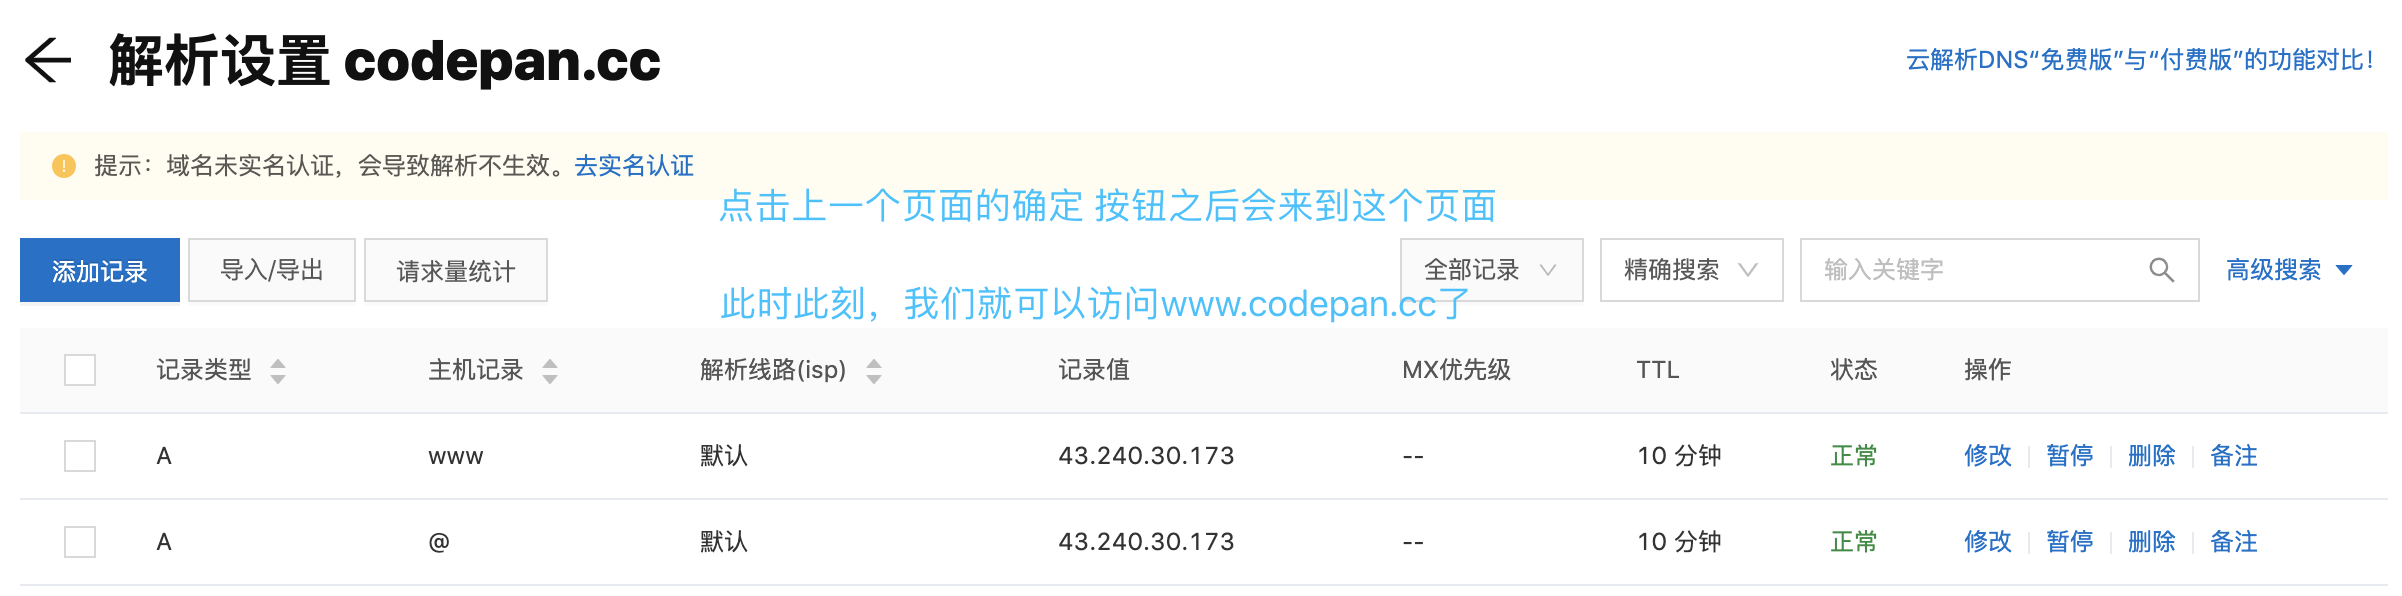 解析设置 codepan.cc
云解析DNS“免费版”与“付费版”的功能对比！
提示：域名未实名认证，会导致解析不生效。去实名认证
点击上一个页面的确定 按钮之后会来到这个页面
添加记录 导入/导出 请求量统计 全部记录 精确搜索 输入关键字 高级搜索
此时此刻，我们就可以访问www.codepan.cc了
记录类型 主机记录 解析线路(isp) 记录值 MX优先级 TTL 状态 操作
A www 默认 43.240.30.173 -- 10 分钟 正常 修改 暂停 删除 备注
A @ 默认 43.240.30.173 -- 10 分钟 正常 修改 暂停 删除 备注